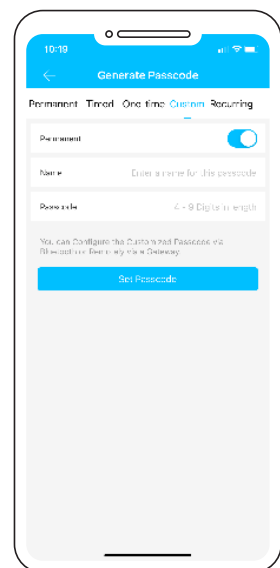 10:19
Generate Passcode
Permanent Timed One-time Custom Recurring
Permanent
Name Enter a name for this passcode
Passcode 4 - 9 Digits in length
You can Configure the Customized Passcode via
Bluetooth or Remotely via a Gateway
Set Passcode